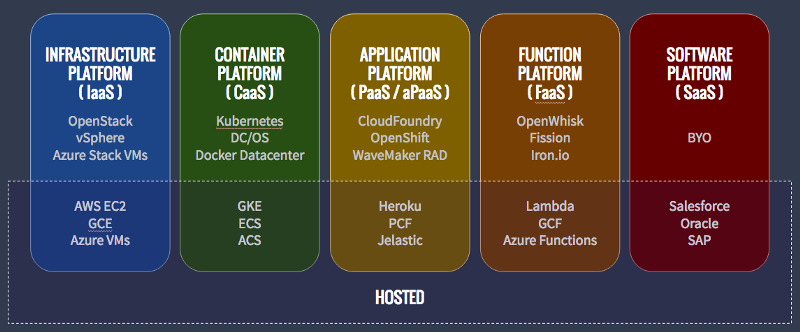 INFRASTRUCTURE
PLATFORM
( IaaS )
OpenStack
vSphere
Azure Stack VMs
AWS EC2
GCE
Azure VMs
CONTAINER
PLATFORM
( CaaS )
Kubernetes
DC/OS
Docker Datacenter
GKE
ECS
ACS
APPLICATION
PLATFORM
( PaaS / aPaaS )
CloudFoundry
OpenShift
WaveMaker RAD
Heroku
PCF
Jelastic
FUNCTION
PLATFORM
( FaaS )
OpenWhisk
Fission
Iron.io
Lambda
GCF
Azure Functions
SOFTWARE
PLATFORM
( SaaS )
BYO
Salesforce
Oracle
SAP
HOSTED